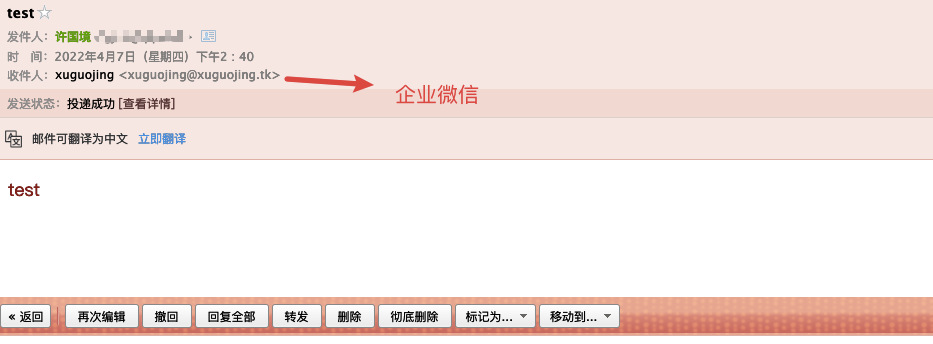 test
发件人：许国境
时 间：2022年4月7日（星期四）下午2：40
收件人：xuguojing <xuguojing@xuguojing.tk>
企业微信
发送状态：投递成功 [查看详情]
邮件可翻译为中文 立即翻译
test
« 返回 再次编辑 撤回 回复全部 转发 删除 彻底删除 标记为... 移动到...